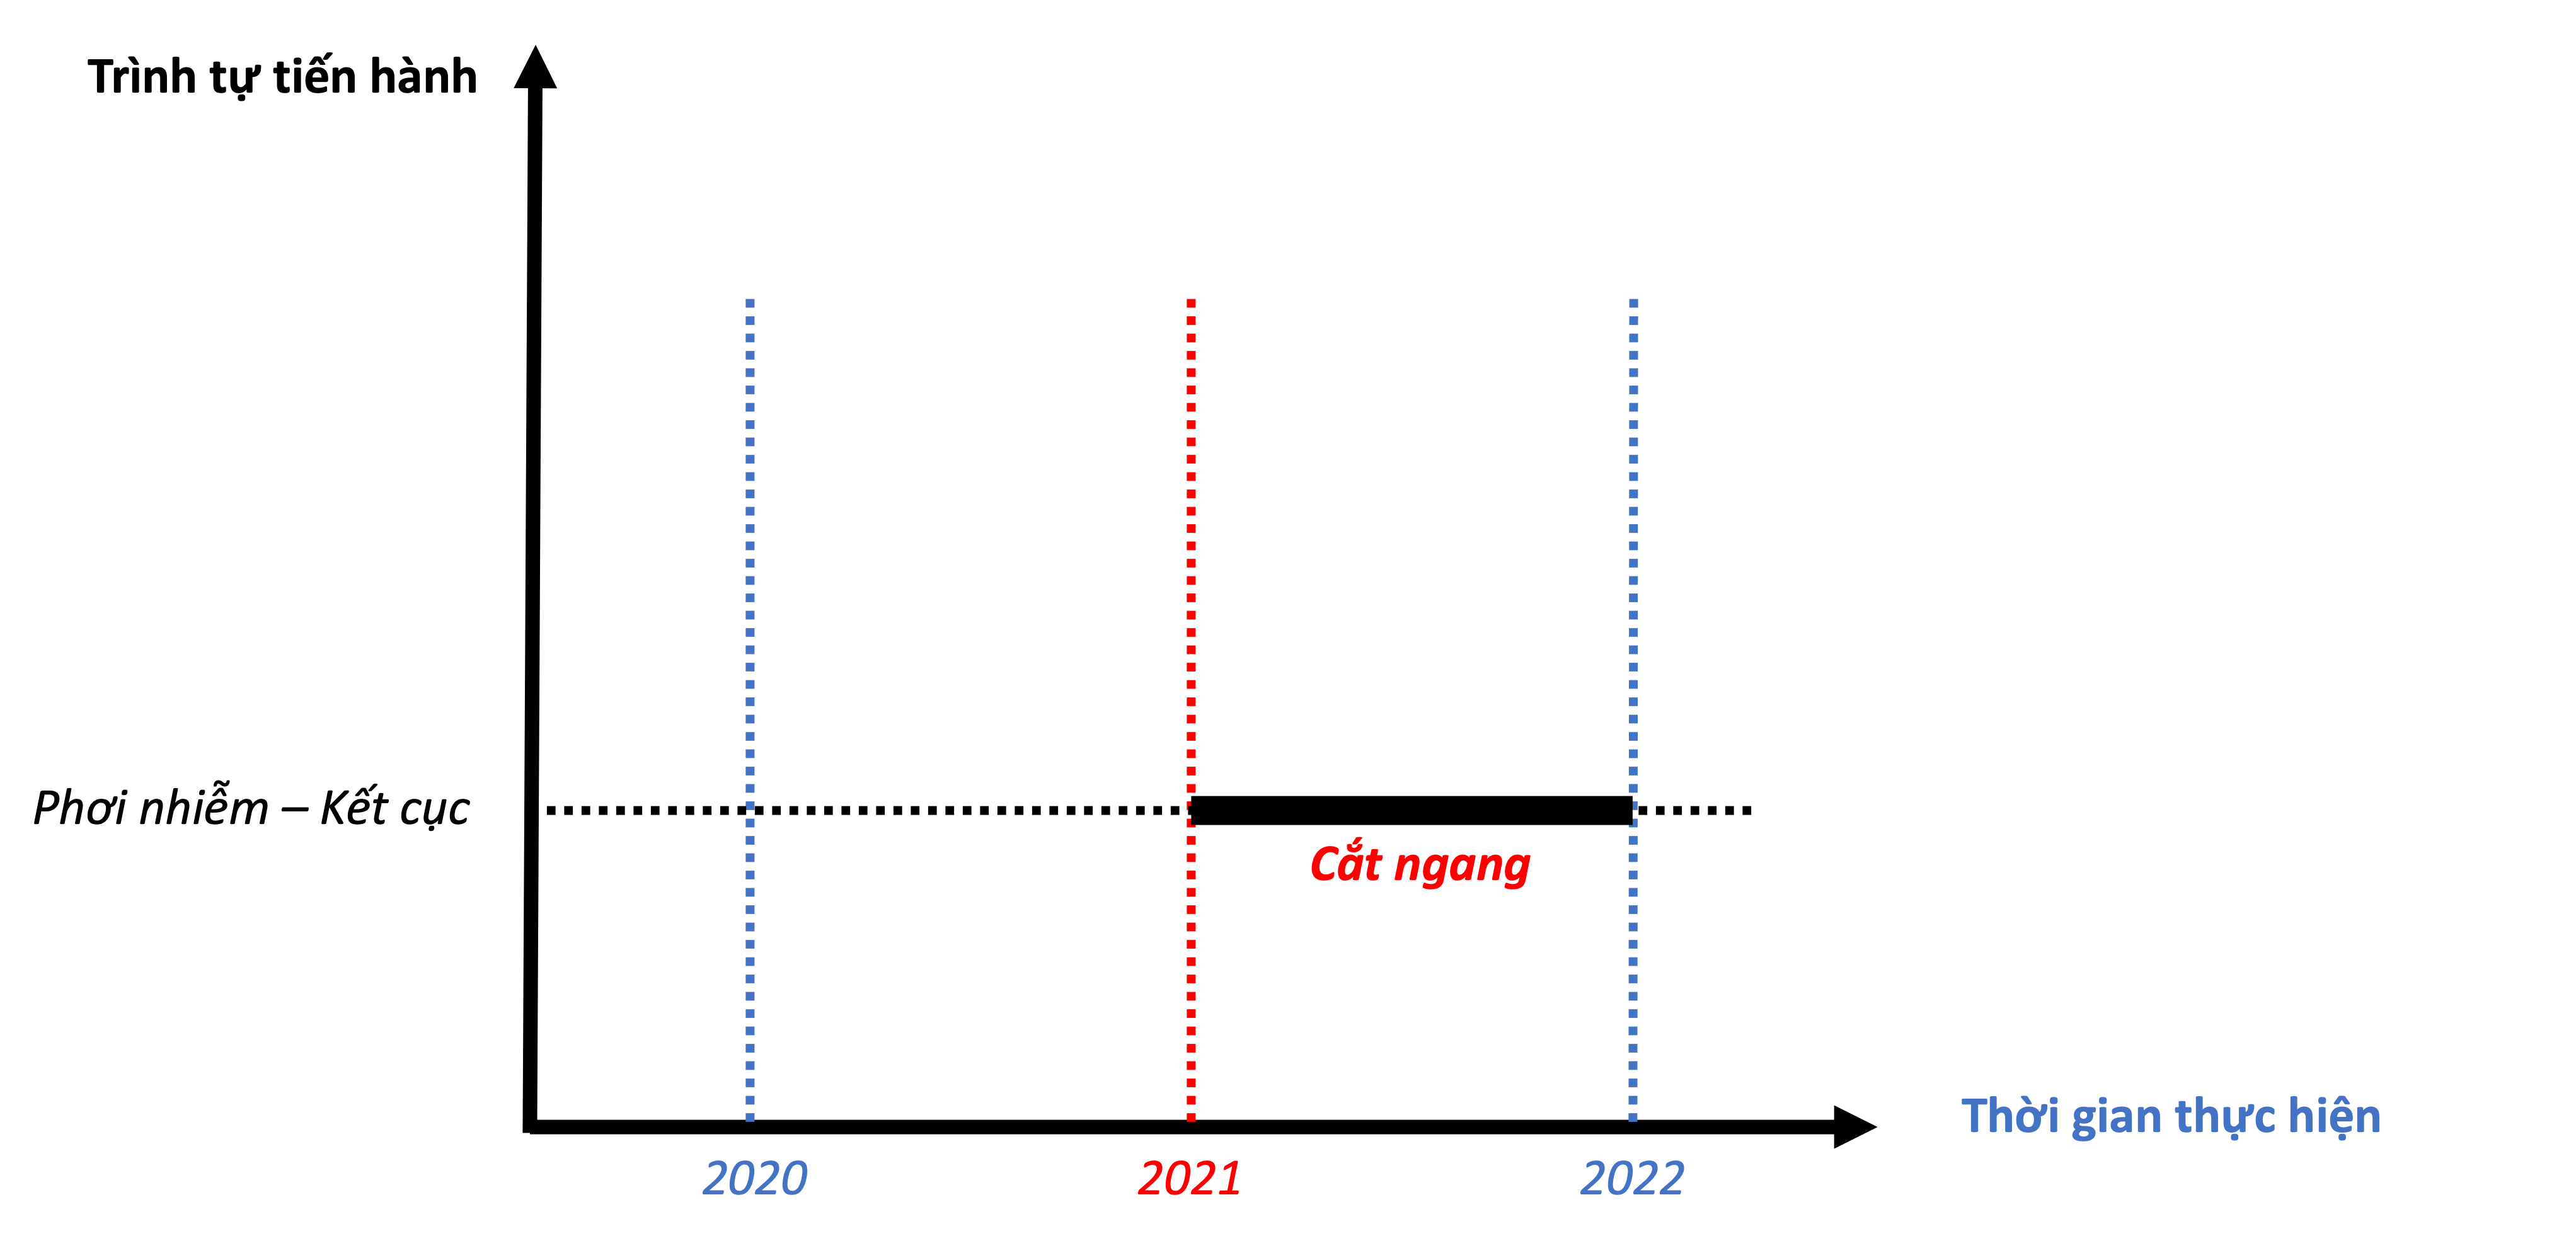 Trình tự tiến hành
Phơi nhiễm – Kết cục
Cắt ngang
Thời gian thực hiện
2020
2021
2022